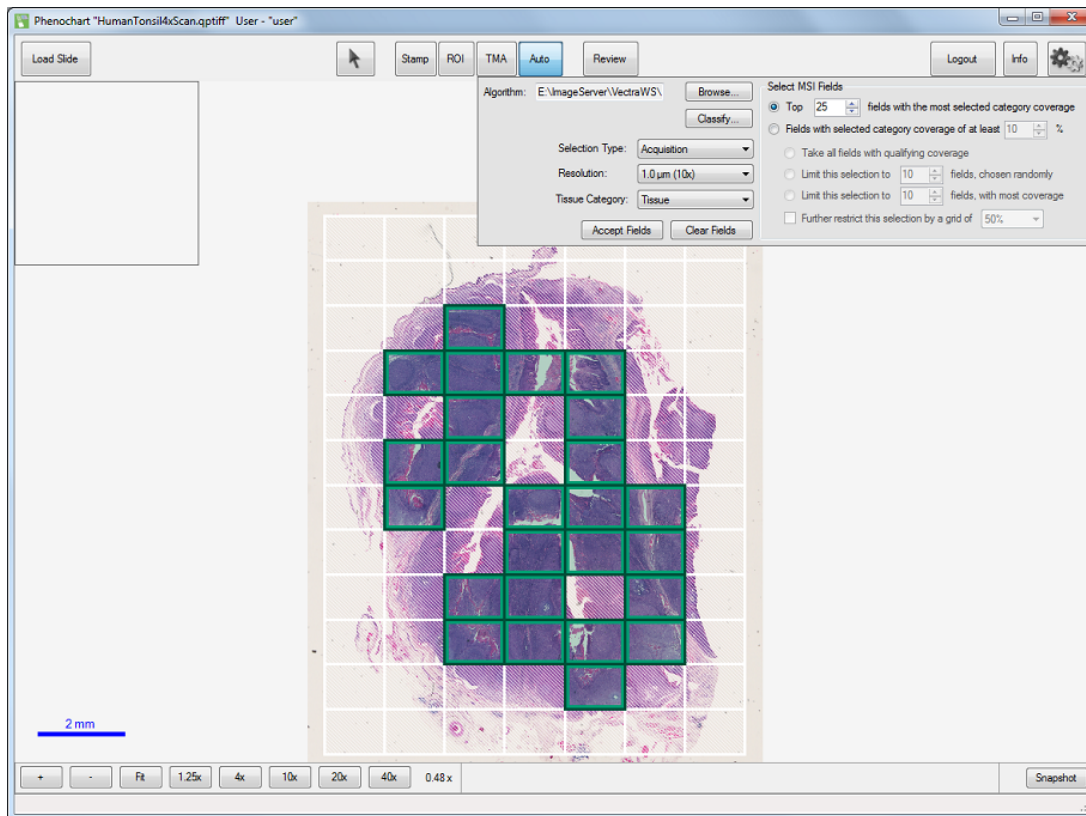 Phenochart "HumanTonsil4xScan.qptiff" User - "user"
Load Slide
Stamp
ROI
TMA
Auto
Review
Logout
Info
Algorithm: E:\ImageServer\VectraWS\
Browse...
Classify...
Selection Type: Acquisition
Resolution: 1.0 µm (10x)
Tissue Category: Tissue
Accept Fields
Clear Fields
Select MSI Fields
Top 25 fields with the most selected category coverage
Fields with selected category coverage of at least 10 %
Take all fields with qualifying coverage
Limit this selection to 10 fields, chosen randomly
Limit this selection to 10 fields, with most coverage
Further restrict this selection by a grid of 50%
2 mm
+
-
Fit
1.25x
4x
10x
20x
40x
0.48 x
Snapshot